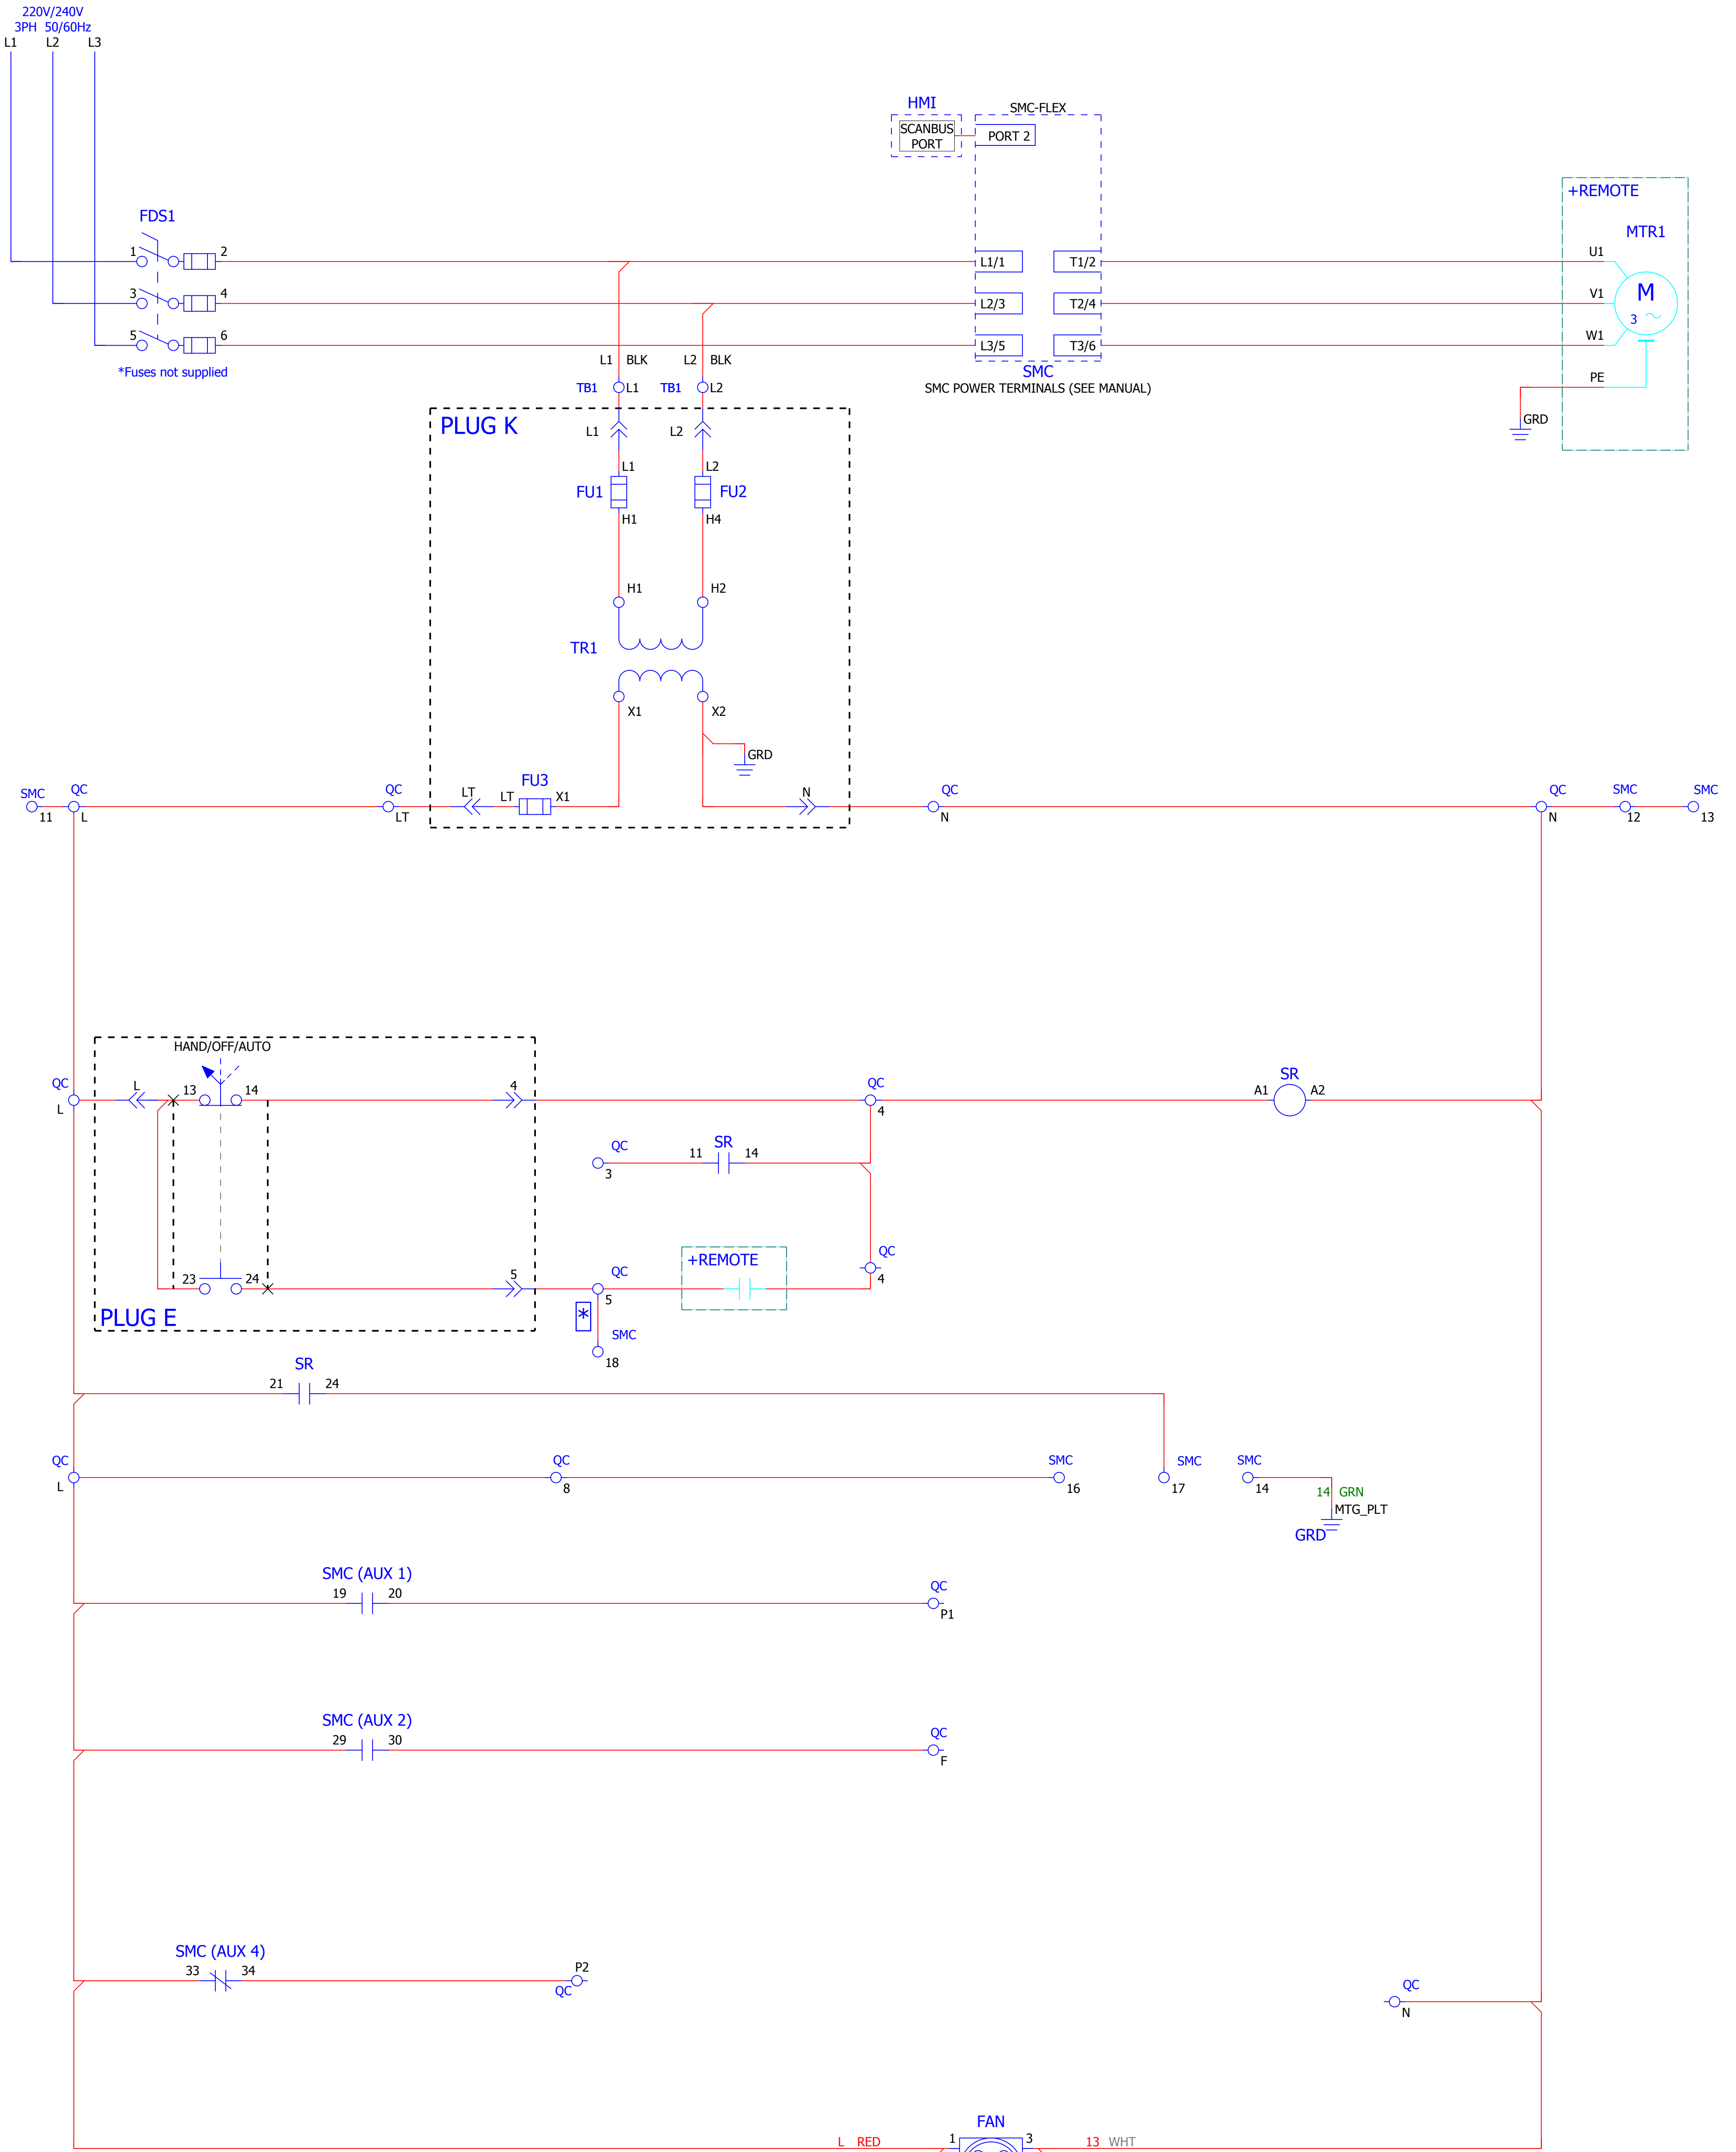 220V/240V
3PH 50/60Hz
L1 L2 L3
HMI
SMC-FLEX
SCANBUS
PORT
PORT 2
+REMOTE
FDS1
MTR1
1 2
L1/1 T1/2
U1
3 4
L2/3 T2/4
V1
M
3
5 6
L3/5 T3/6
W1
*Fuses not supplied
L1 BLK L2 BLK
SMC
PE
TB1 L1 TB1 L2
SMC POWER TERMINALS (SEE MANUAL)
PLUG K
L1 L2
GRD
L1 L2
FU1 FU2
H1 H4
H1 H2
TR1
X1 X2
GRD
SMC QC QC
LT LT FU3 X1
N QC
QC SMC SMC
11 L LT
N
N 12 13
HAND/OFF/AUTO
QC L 13 14 4 QC
SR
A1 A2
L
4
QC SR
11 14
3
+REMOTE
QC
4
23 24 5 QC
5
PLUG E
*
SMC
18
SR
21 24
QC QC SMC SMC SMC
L 8 16 17 14
14 GRN
MTG_PLT
GRD
SMC (AUX 1)
19 20 QC
P1
SMC (AUX 2)
29 30 QC
F
SMC (AUX 4)
33 34 P2
QC
QC
N
FAN
L RED 1 3 13 WHT